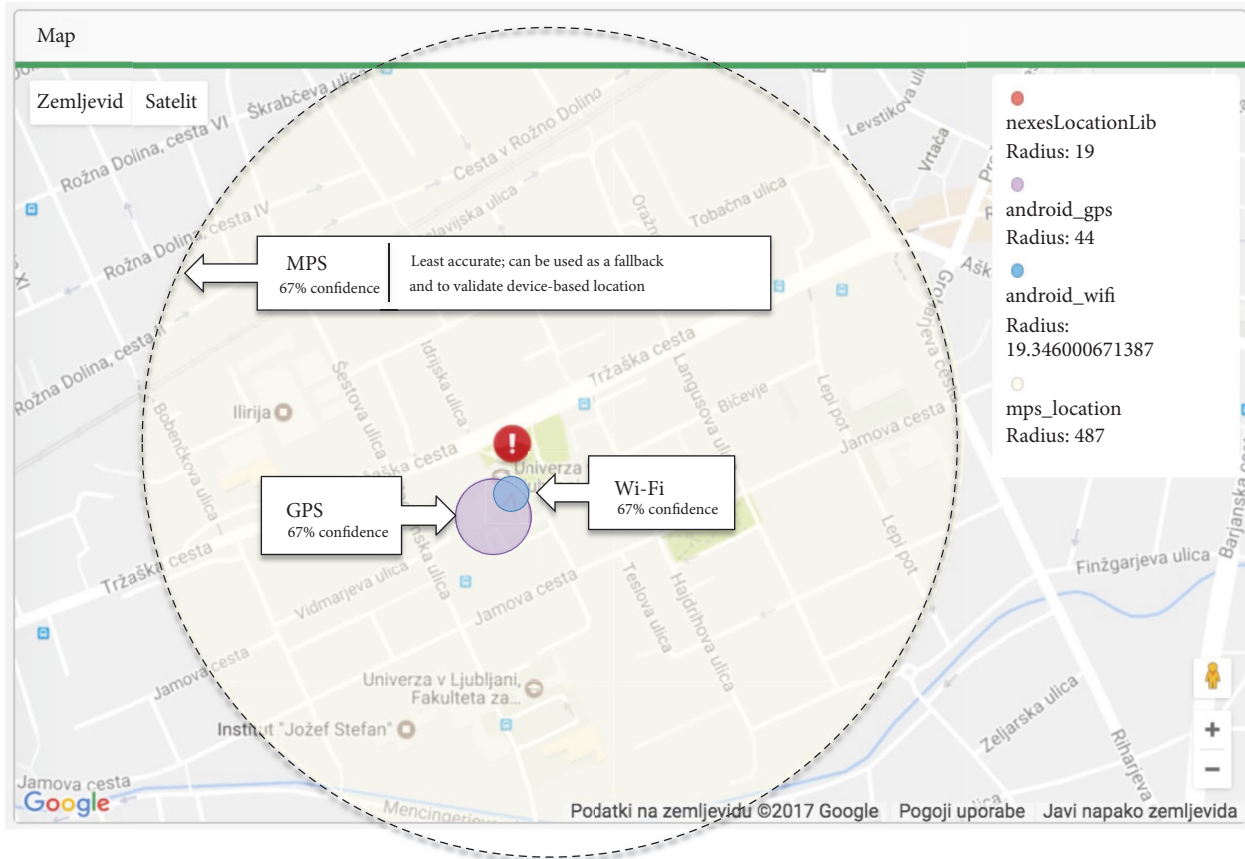 Map
Zemljevid
Satelit
Škrabčeva ulica
Rožna Dolina, cesta VI
Cesta v Rožno Dolino
Levstikova ulica
Vrtača
Rožna Dolina, cesta IV
Tobačna ulica
nexesLocationLib
Radius: 19
android_gps
Radius: 44
android_wifi
Radius:
19.346000671387
mps_location
Radius: 487
MPS
67% confidence
Least accurate; can be used as a fallback
and to validate device-based location
Tržaška cesta
Idrijska ulica
Šestova ulica
Langusova ulica
Bičevje
Lepi pot
Jamova cesta
Ilirija
Bobenčkova ulica
Univerza
GPS
67% confidence
Wi-Fi
67% confidence
Lepi pot
Tržaška cesta
Vidmarjeva ulica
Jamova cesta
Teslova ulica
Hajdrihova ulica
Finžgarjeva ulica
Barjanska cesta
Jamova cesta
Univerza v Ljubljani,
Fakulteta za...
Institut "Jožef Stefan"
Zeljarska ulica
Riharjeva
Jamova cesta
Google
Podatki na zemljevidu ©2017 Google
Pogoji uporabe
Javi napako zemljevida